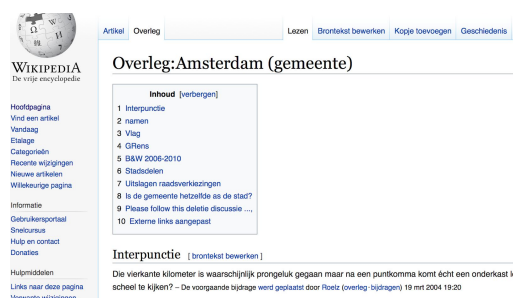 WIKIPEDIA
De vrije encyclopedie
Hoofdpagina
Vind een artikel
Vandaag
Etalage
Categorieën
Recente wijzigingen
Nieuwe artikelen
Willekeurige pagina
Informatie
Gebruikersportaal
Snelcursus
Hulp en contact
Donaties
Hulpmiddelen
Links naar deze pagina
Verwante wijzigingen
Artikel Overleg Lezen Brontekst bewerken Kopje toevoegen Geschiedenis
Overleg:Amsterdam (gemeente)
Inhoud [verbergen]
1 Interpunctie
2 namen
3 Vlag
4 GRens
5 B&W 2006-2010
6 Stadsdelen
7 Uitslagen raadsverkiezingen
8 Is de gemeente hetzelfde as de stad?
9 Please follow this deletie discussie ...,
10 Externe links aangepast
Interpunctie [ brontekst bewerken ]
Die vierkante kilometer is waarschijnlijk prongeluk gegaan maar na een puntkomma komt écht een onderkast
scheel te kijken? – De voorgaande bijdrage werd geplaatst door Roelz (overleg·bijdragen) 19 mrt 2004 19:20